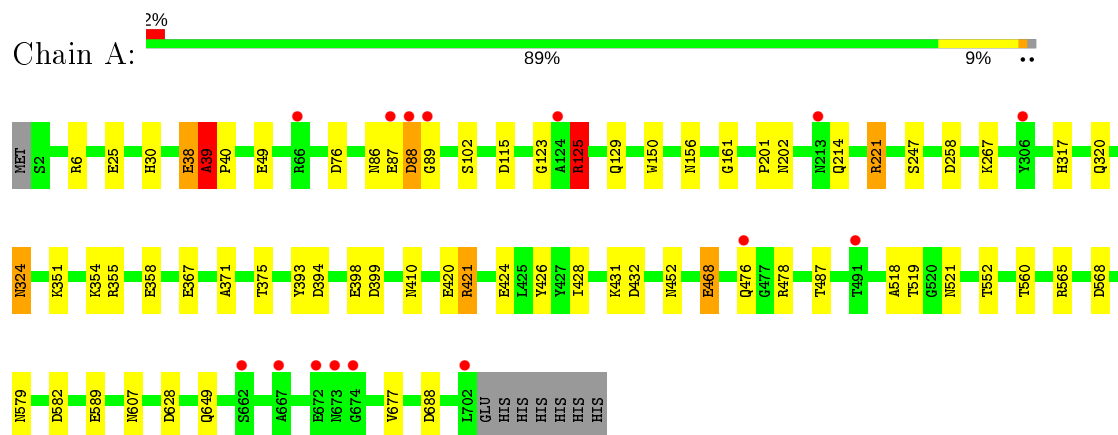 2%
Chain A:
89% 9% ••
MET S2 R6 E25 H30 E38 A39 P40 E49 R66 D76 N86 E87 D88 G89 S102 D115 G123 A124 R125 Q129 W150 N156 G161 P201 N202 N213 Q214 R221 S247 D258 K267 Y306 H317 Q320
N324 K351 K354 R355 E358 E367 A371 T375 Y393 D394 E398 D399 N410 E420 R421 E424 L425 Y426 Y427 I428 K431 D432 N452 E468 Q476 G477 R478 T487 T491 A518 T519 G520 N521 T552 T560 R565 D568
N579 D582 E589 N607 D628 Q649 S662 A667 E672 N673 G674 V677 D688 L702 GLU HIS HIS HIS HIS HIS HIS